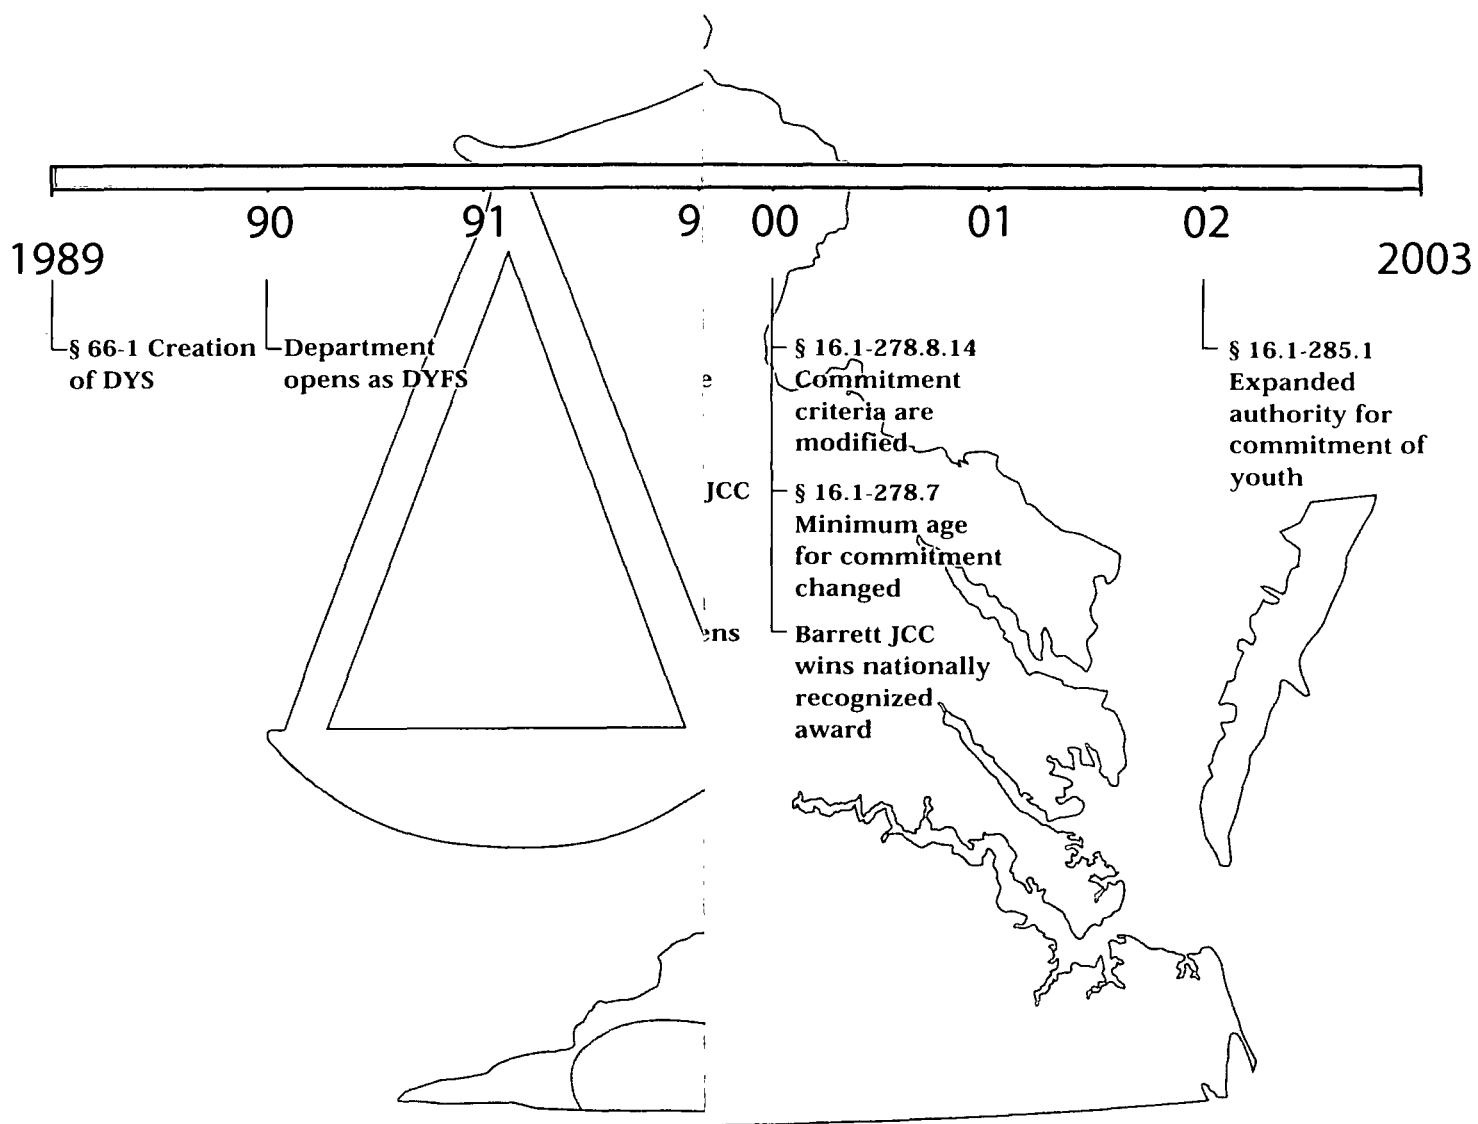 90 91 9 00 01 02
1989 2003
§ 66-1 Creation
of DYS
Department
opens as DYFS
e
JCC
ens
§ 16.1-278.8.14
Commitment
criteria are
modified
§ 16.1-278.7
Minimum age
for commitment
changed
Barrett JCC
wins nationally
recognized
award
§ 16.1-285.1
Expanded
authority for
commitment of
youth